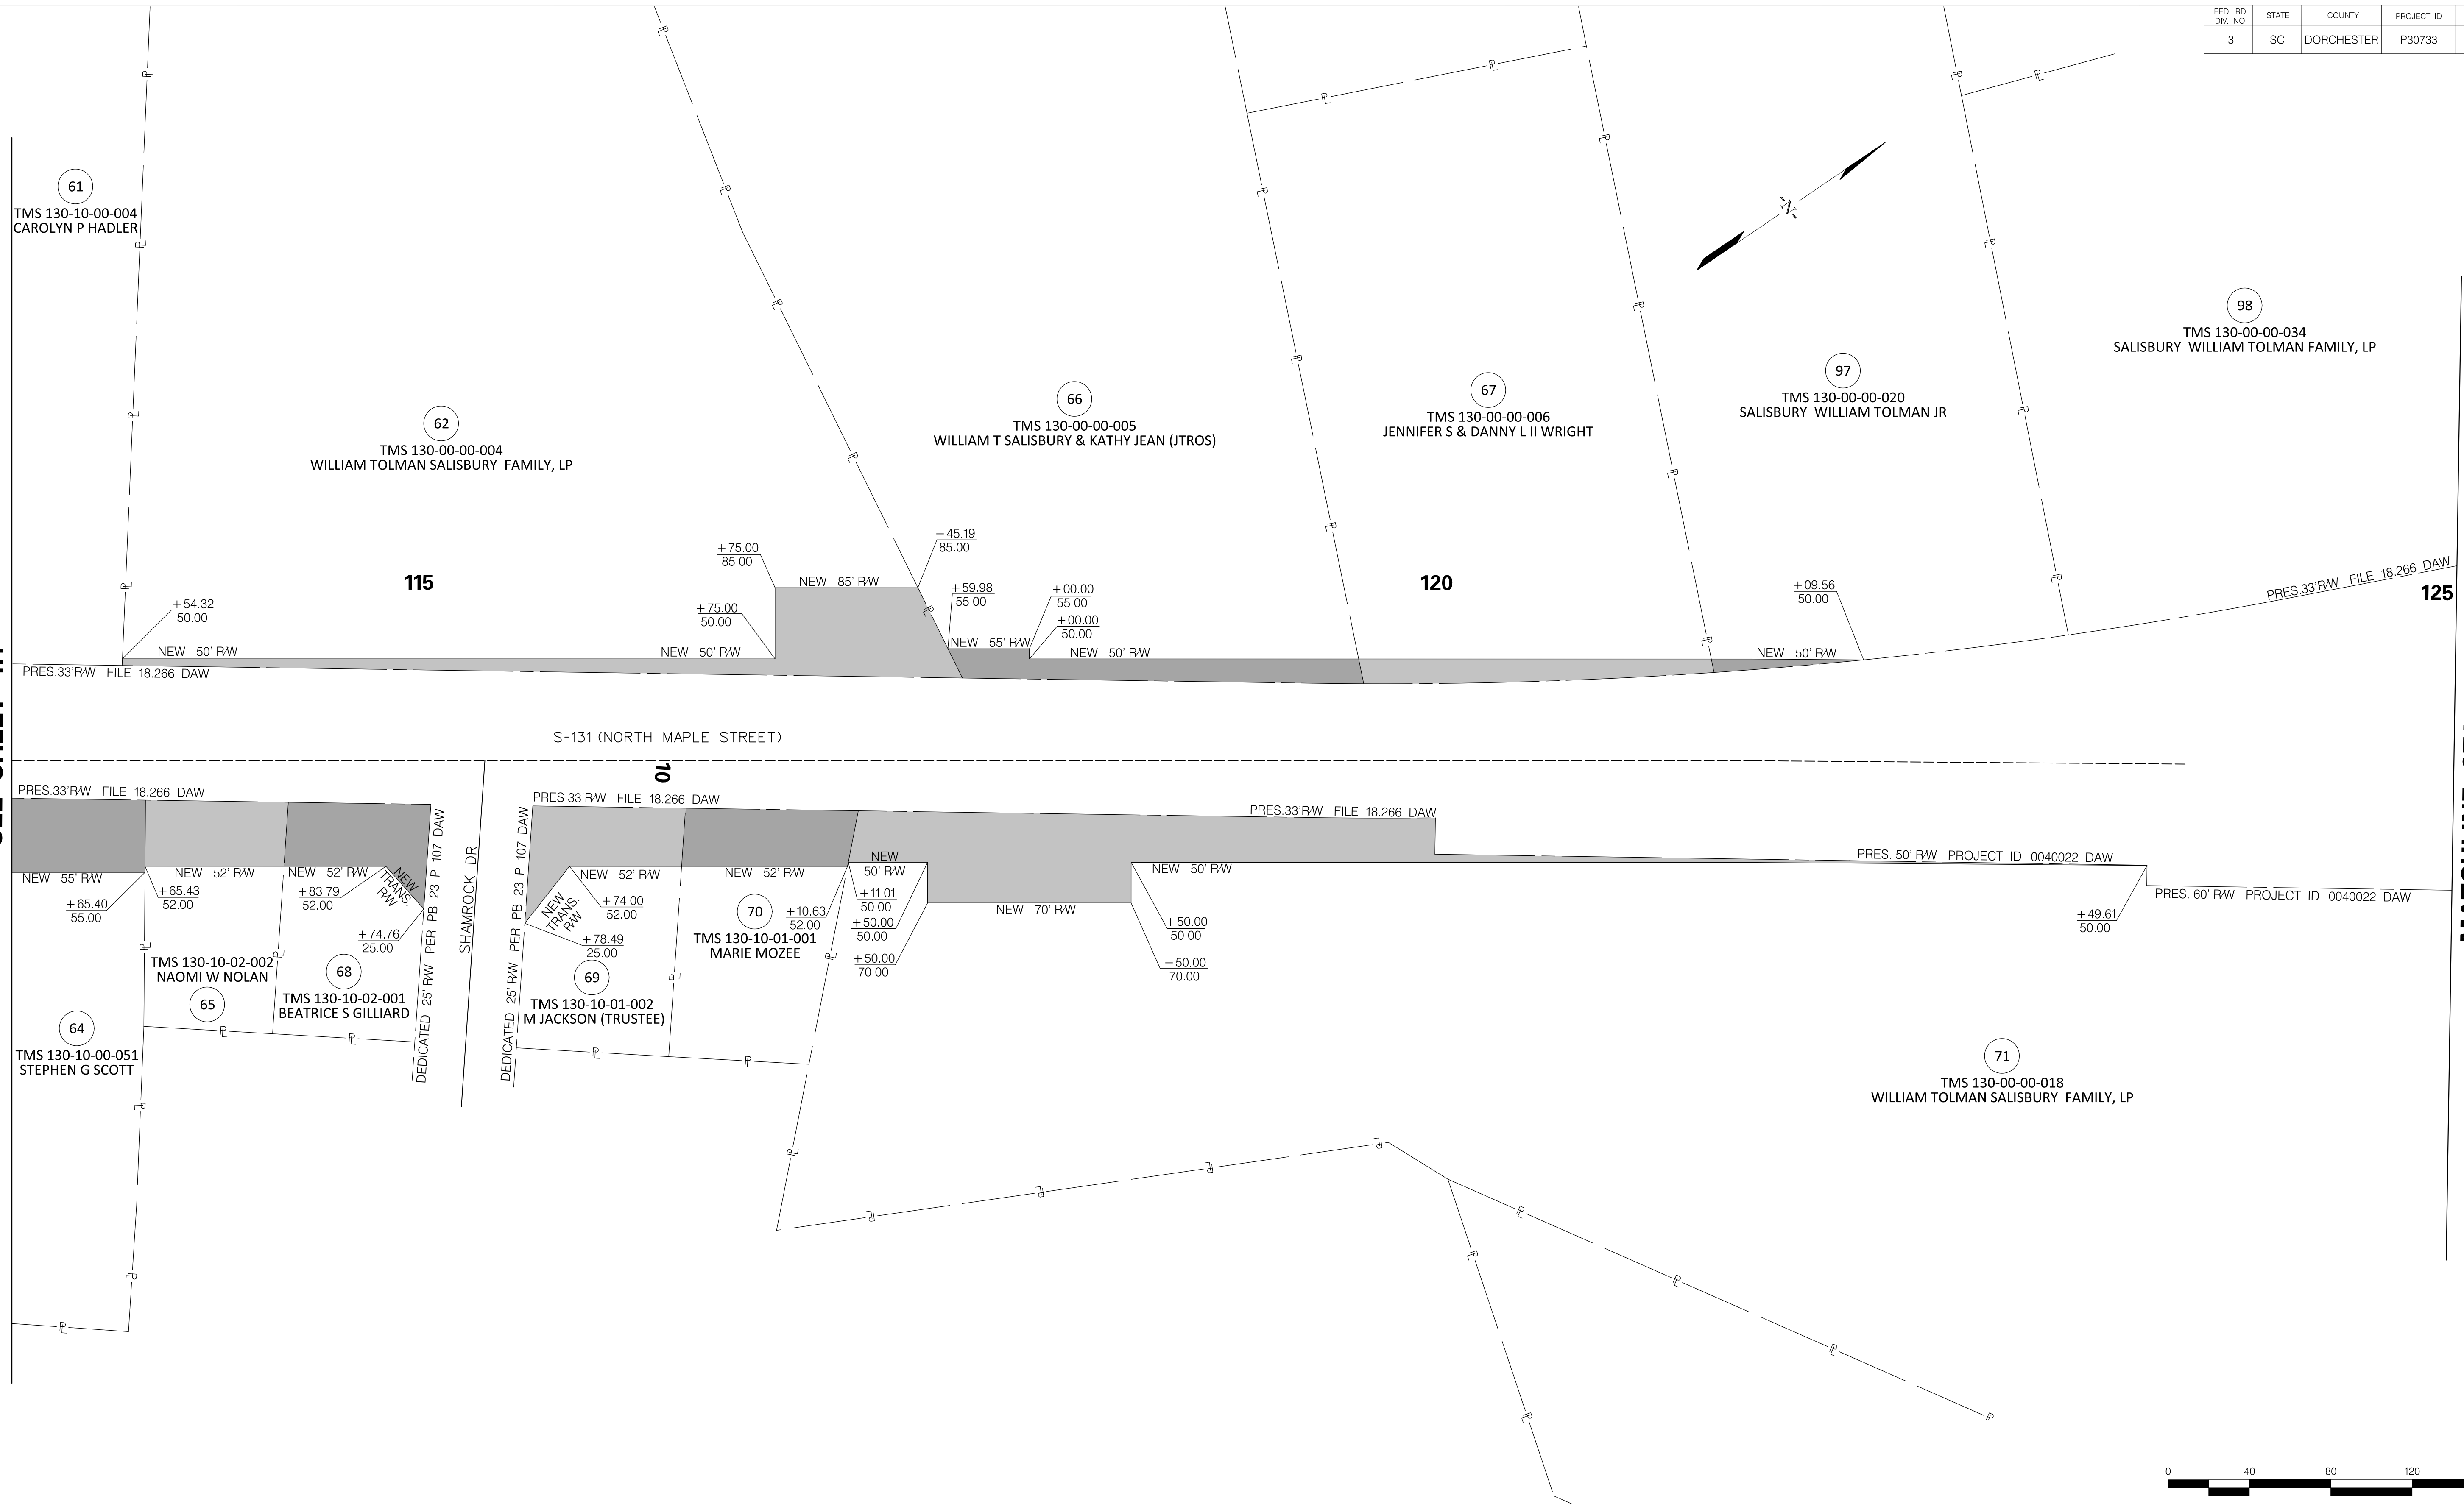 FED. RD. DIV. NO. STATE COUNTY PROJECT ID
3 SC DORCHESTER P30733
61
TMS 130-10-00-004
CAROLYN P HADLER
-N-
98
TMS 130-00-00-034
SALISBURY WILLIAM TOLMAN FAMILY, LP
97
TMS 130-00-00-020
SALISBURY WILLIAM TOLMAN JR
67
TMS 130-00-00-006
JENNIFER S & DANNY L II WRIGHT
66
TMS 130-00-00-005
WILLIAM T SALISBURY & KATHY JEAN (JTROS)
62
TMS 130-00-00-004
WILLIAM TOLMAN SALISBURY FAMILY, LP
115
120
125
+54.32
50.00
+75.00
85.00
+75.00
50.00
+45.19
85.00
+59.98
55.00
+00.00
55.00
+00.00
50.00
+09.56
50.00
NEW 50' R/W
NEW 50' R/W
NEW 85' R/W
NEW 55' R/W
NEW 50' R/W
NEW 50' R/W
PRES.33'R/W FILE 18.266 DAW
PRES.33'R/W FILE 18.266 DAW
S-131 (NORTH MAPLE STREET)
10
PRES.33'R/W FILE 18.266 DAW
PRES.33'R/W FILE 18.266 DAW
PRES.33'R/W FILE 18.266 DAW
PRES. 50' R/W PROJECT ID 0040022 DAW
PRES. 60' R/W PROJECT ID 0040022 DAW
NEW 55' R/W
NEW 52' R/W
NEW 52' R/W
NEW TRANS. R/W
DEDICATED 25' R/W PER PB 23 P 107 DAW
SHAMROCK DR
DEDICATED 25' R/W PER PB 23 P 107 DAW
NEW TRANS. R/W
NEW 52' R/W
NEW 52' R/W
NEW
50' R/W
NEW 70' R/W
NEW 50' R/W
+65.40
55.00
+65.43
52.00
+83.79
52.00
+74.76
25.00
+74.00
52.00
+78.49
25.00
+10.63
52.00
+11.01
50.00
+50.00
50.00
+50.00
70.00
+50.00
50.00
+50.00
70.00
+49.61
50.00
64
TMS 130-10-00-051
STEPHEN G SCOTT
TMS 130-10-02-002
NAOMI W NOLAN
65
68
TMS 130-10-02-001
BEATRICE S GILLIARD
69
TMS 130-10-01-002
M JACKSON (TRUSTEE)
70
TMS 130-10-01-001
MARIE MOZEE
71
TMS 130-00-00-018
WILLIAM TOLMAN SALISBURY FAMILY, LP
0 40 80 120